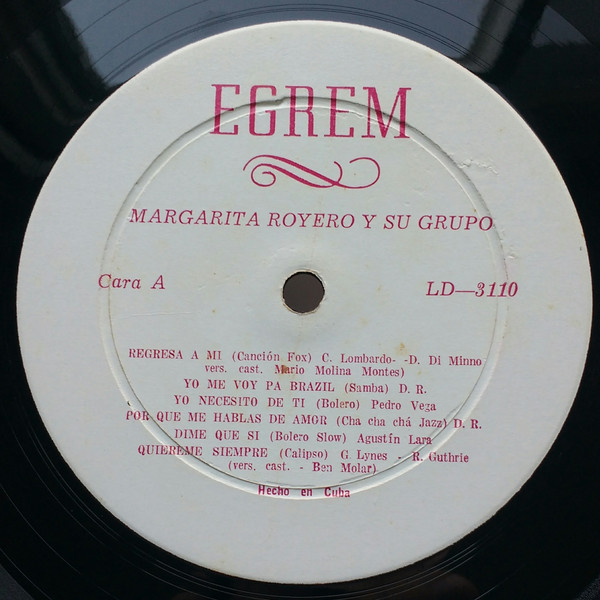 EGREM
MARGARITA ROYERO Y SU GRUPO
Cara A
LD—3110
REGRESA A MI (Canción Fox) C. Lombardo- -D. Di Minno
vers. cast. Mario Molina Montes)
YO ME VOY PA BRAZIL (Samba) D. R.
YO NECESITO DE TI (Bolero) Pedro Vega
POR QUE ME HABLAS DE AMOR (Cha cha chá Jazz) D. R.
DIME QUE SI (Bolero Slow) Agustín Lara
QUIEREME SIEMPRE (Calipso) G Lynes - R. Guthrie
(vers. cast. - Ben Molar)
Hecho en Cuba